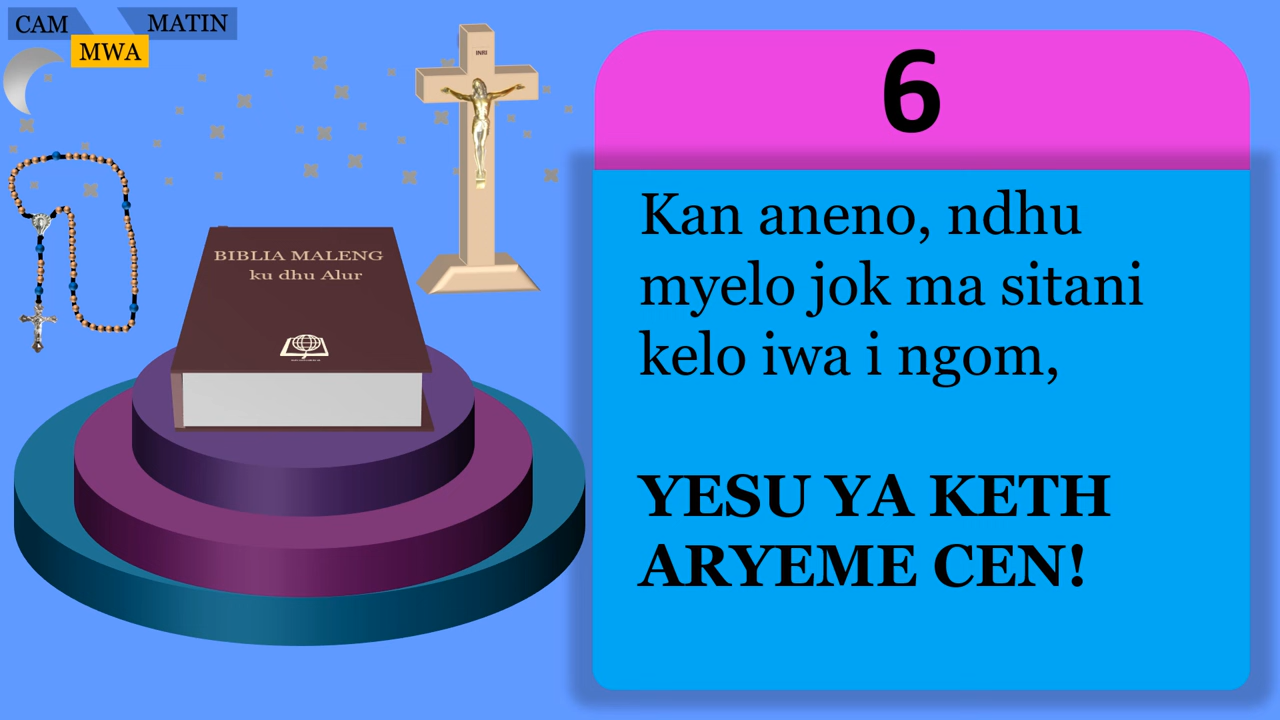 CAM
MATIN
MWA
INRI
BIBLIA MALENG
ku dhu Alur
6
Kan aneno, ndhu
myelo jok ma sitani
kelo iwa i ngom,
YESU YA KETH
ARYEME CEN!